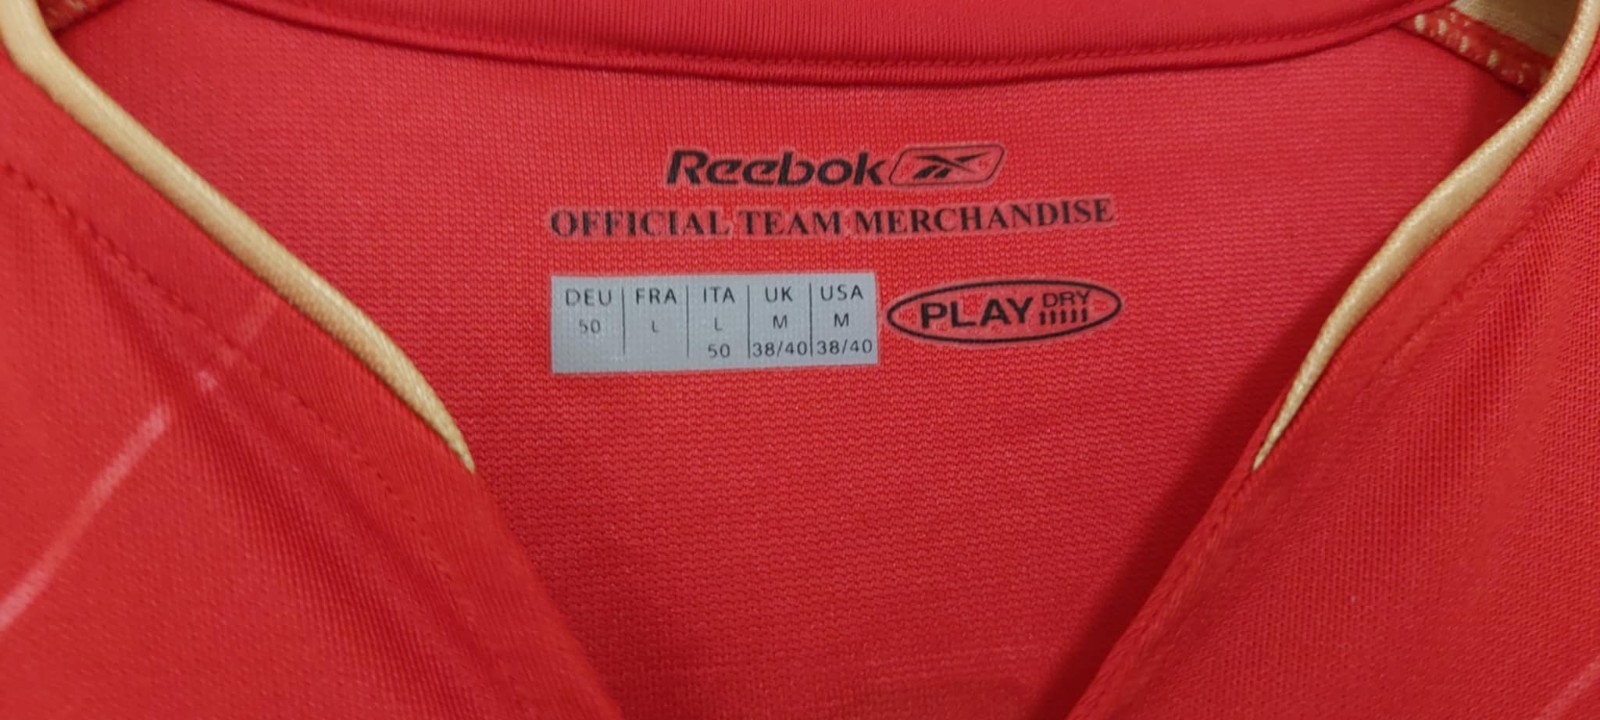 Reebok
OFFICIAL TEAM MERCHANDISE
DEU FRA ITA UK USA
50 L L M M
50 38/40 38/40
PLAY DRY